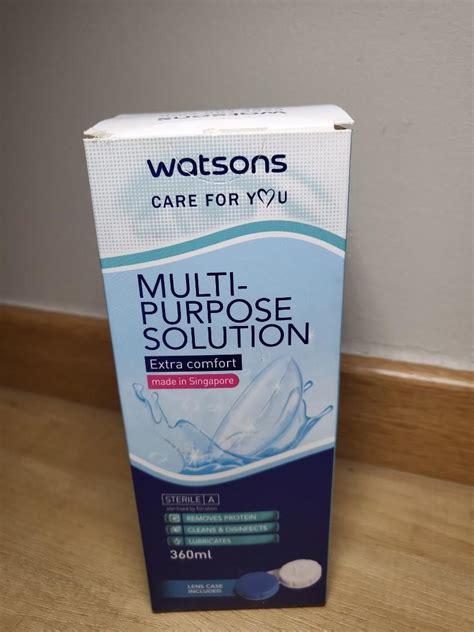 watsons
watsons
CARE FOR Y♡U
MULTI-
PURPOSE
SOLUTION
Extra comfort
made in Singapore
STERILE A
REMOVES PROTEIN
CLEANS & DISINFECTS
LUBRICATES
360ml
LENS CASE
INCLUDED